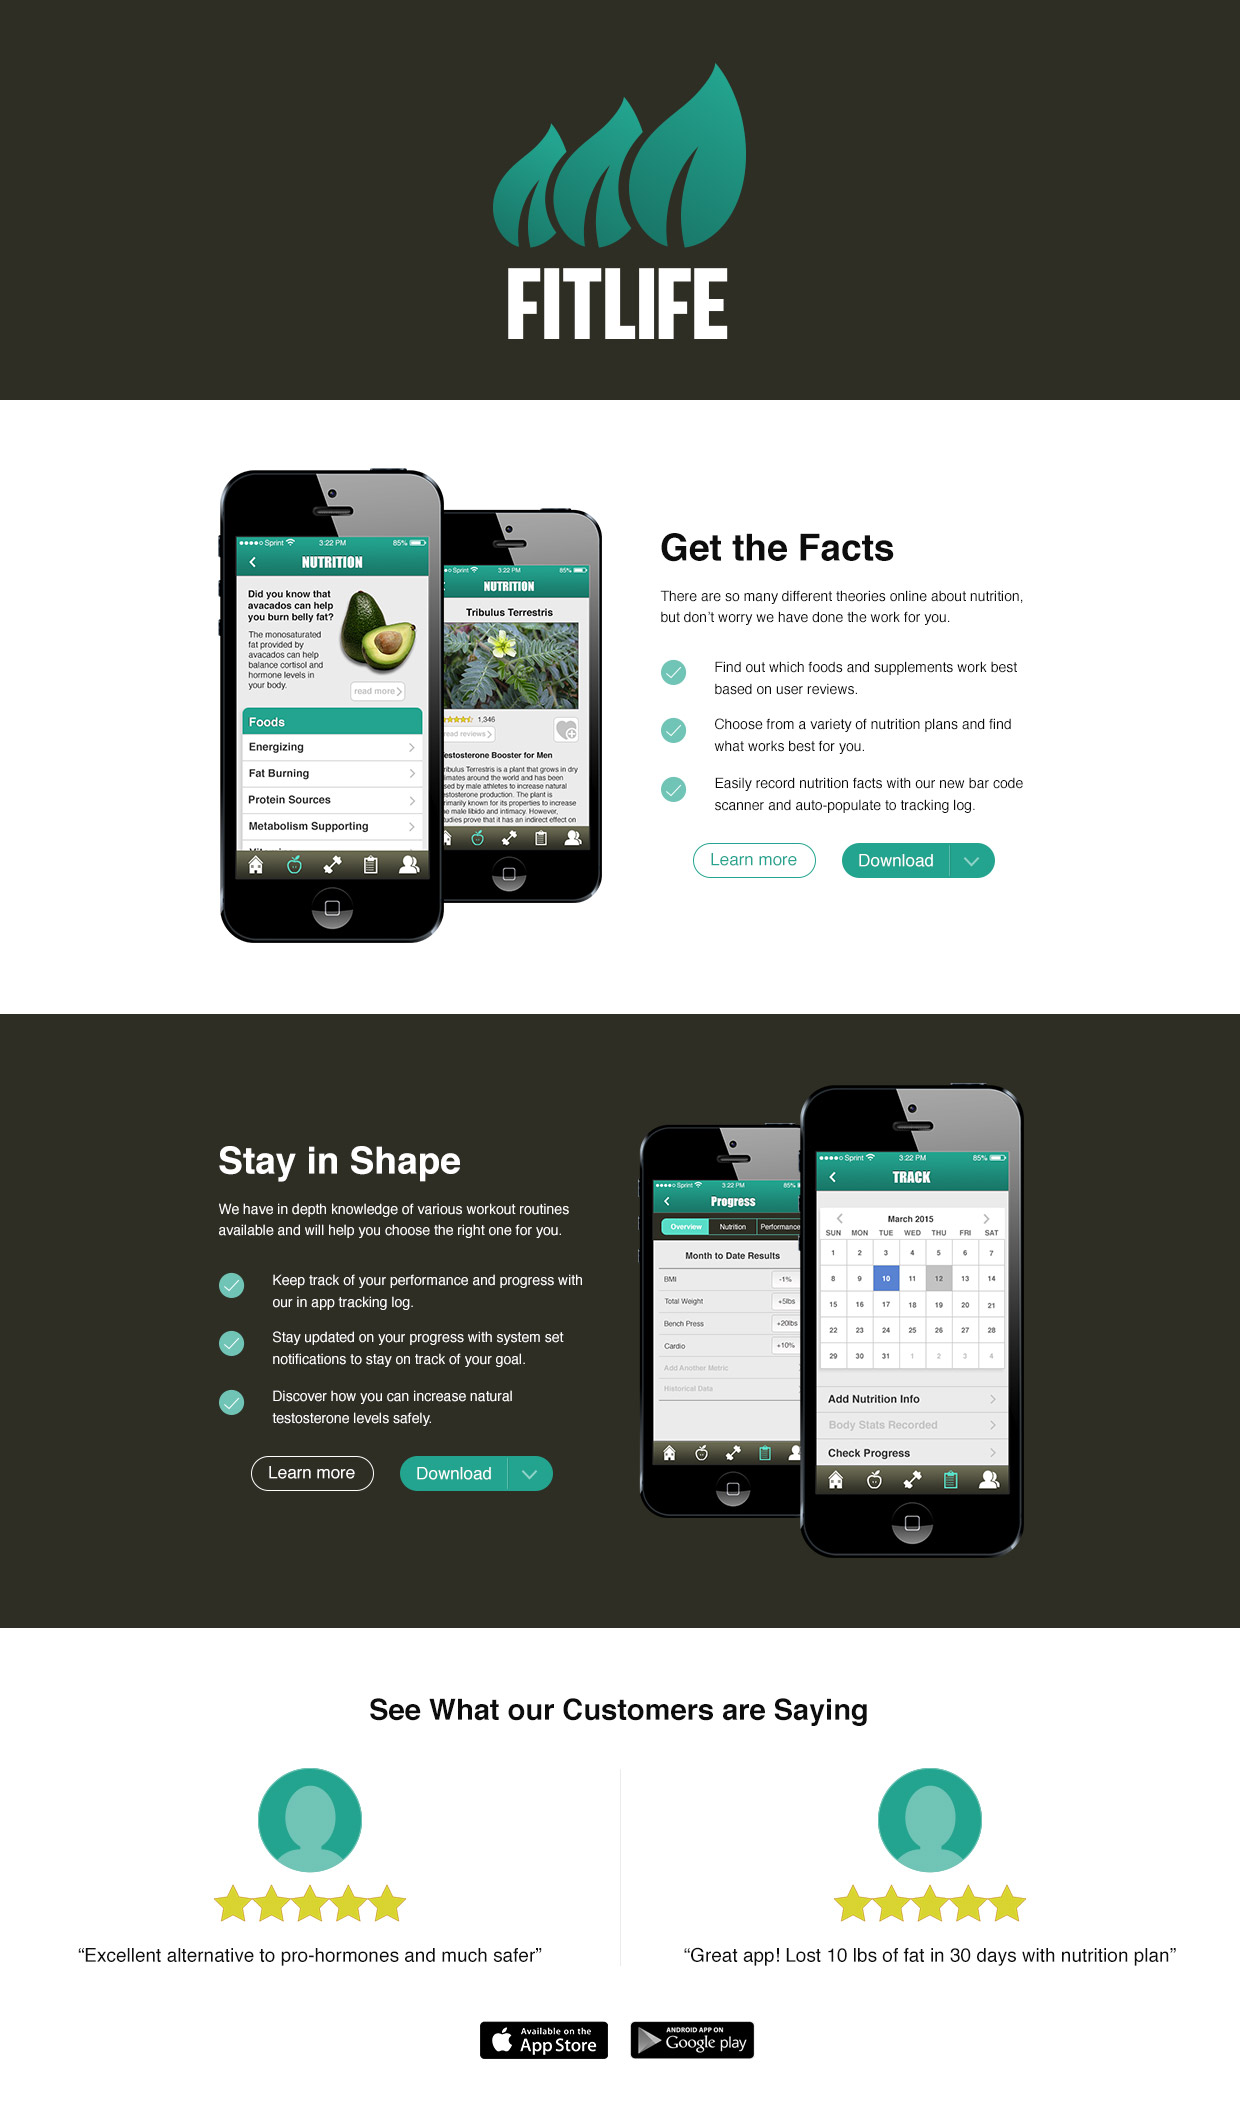 FITLIFE
Sprint 3:22 PM 85%
NUTRITION
Did you know that
avacados can help
you burn belly fat?
The monosaturated
fat provided by
avacados can help
balance cortisol and
hormone levels in
your body.
read more
Foods
Energizing
Fat Burning
Protein Sources
Metabolism Supporting
Sprint 3:22 PM 85%
NUTRITION
Tribulus Terrestris
1,346
read reviews
estosterone Booster for Men
ribulus Terrestris is a plant that grows in dry
imates around the world and has been
sed by male athletes to increase natural
estosterone production. The plant is
rimarily known for its properties to increase
e male libido and intimacy. However,
udies prove that it has an indirect effect on
Get the Facts
There are so many different theories online about nutrition,
but don’t worry we have done the work for you.
Find out which foods and supplements work best
based on user reviews.
Choose from a variety of nutrition plans and find
what works best for you.
Easily record nutrition facts with our new bar code
scanner and auto-populate to tracking log.
Learn more
Download
Stay in Shape
We have in depth knowledge of various workout routines
available and will help you choose the right one for you.
Keep track of your performance and progress with
our in app tracking log.
Stay updated on your progress with system set
notifications to stay on track of your goal.
Discover how you can increase natural
testosterone levels safely.
Learn more
Download
Sprint 3:22 PM 85%
Progress
Overview Nutrition Performance
Month to Date Results
BMI -1%
Total Weight +5lbs
Bench Press +20lbs
Cardio +10%
Add Another Metric
Historical Data
Sprint 3:22 PM 85%
TRACK
March 2015
SUN MON TUE WED THU FRI SAT
1 2 3 4 5 6 7
8 9 10 11 12 13 14
15 16 17 18 19 20 21
22 23 24 25 26 27 28
29 30 31 1 2 3 4
Add Nutrition Info
Body Stats Recorded
Check Progress
See What our Customers are Saying
“Excellent alternative to pro-hormones and much safer”
“Great app! Lost 10 lbs of fat in 30 days with nutrition plan”
Available on the
App Store
ANDROID APP ON
Google play